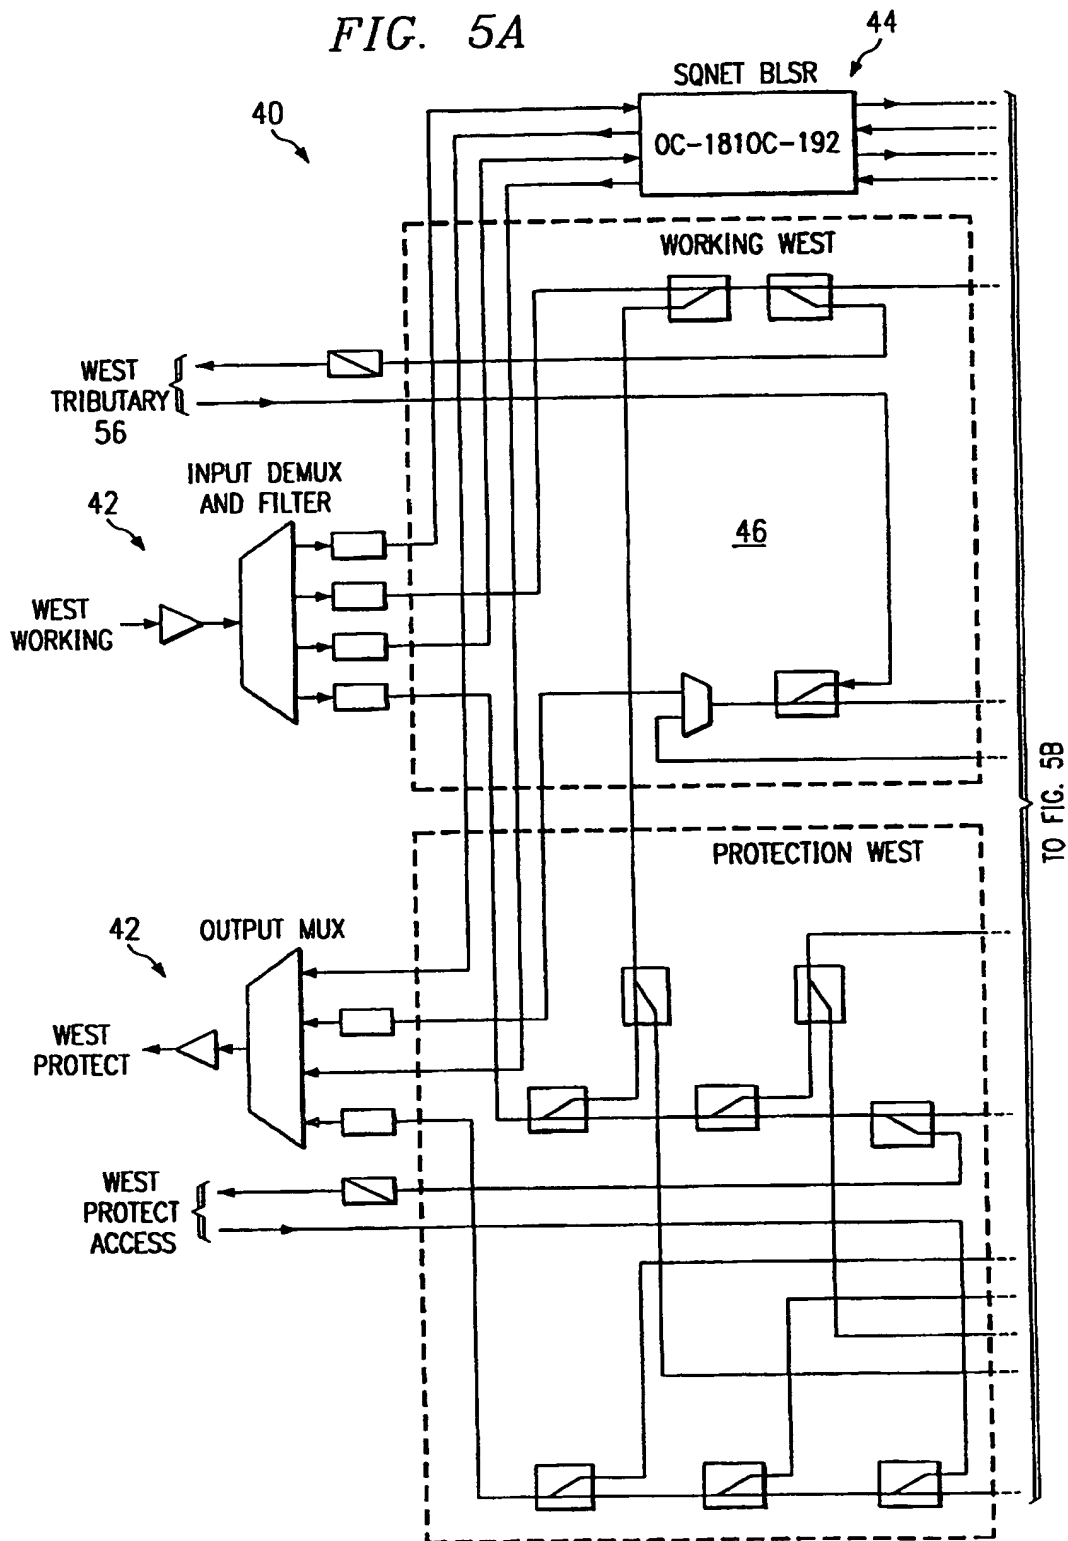 FIG. 5A
44
SQNET BLSR
40
OC-181OC-192
WORKING WEST
WEST
TRIBUTARY
56
INPUT DEMUX
AND FILTER
42
46
WEST
WORKING
TO FIG. 5B
PROTECTION WEST
42
OUTPUT MUX
WEST
PROTECT
WEST
PROTECT
ACCESS